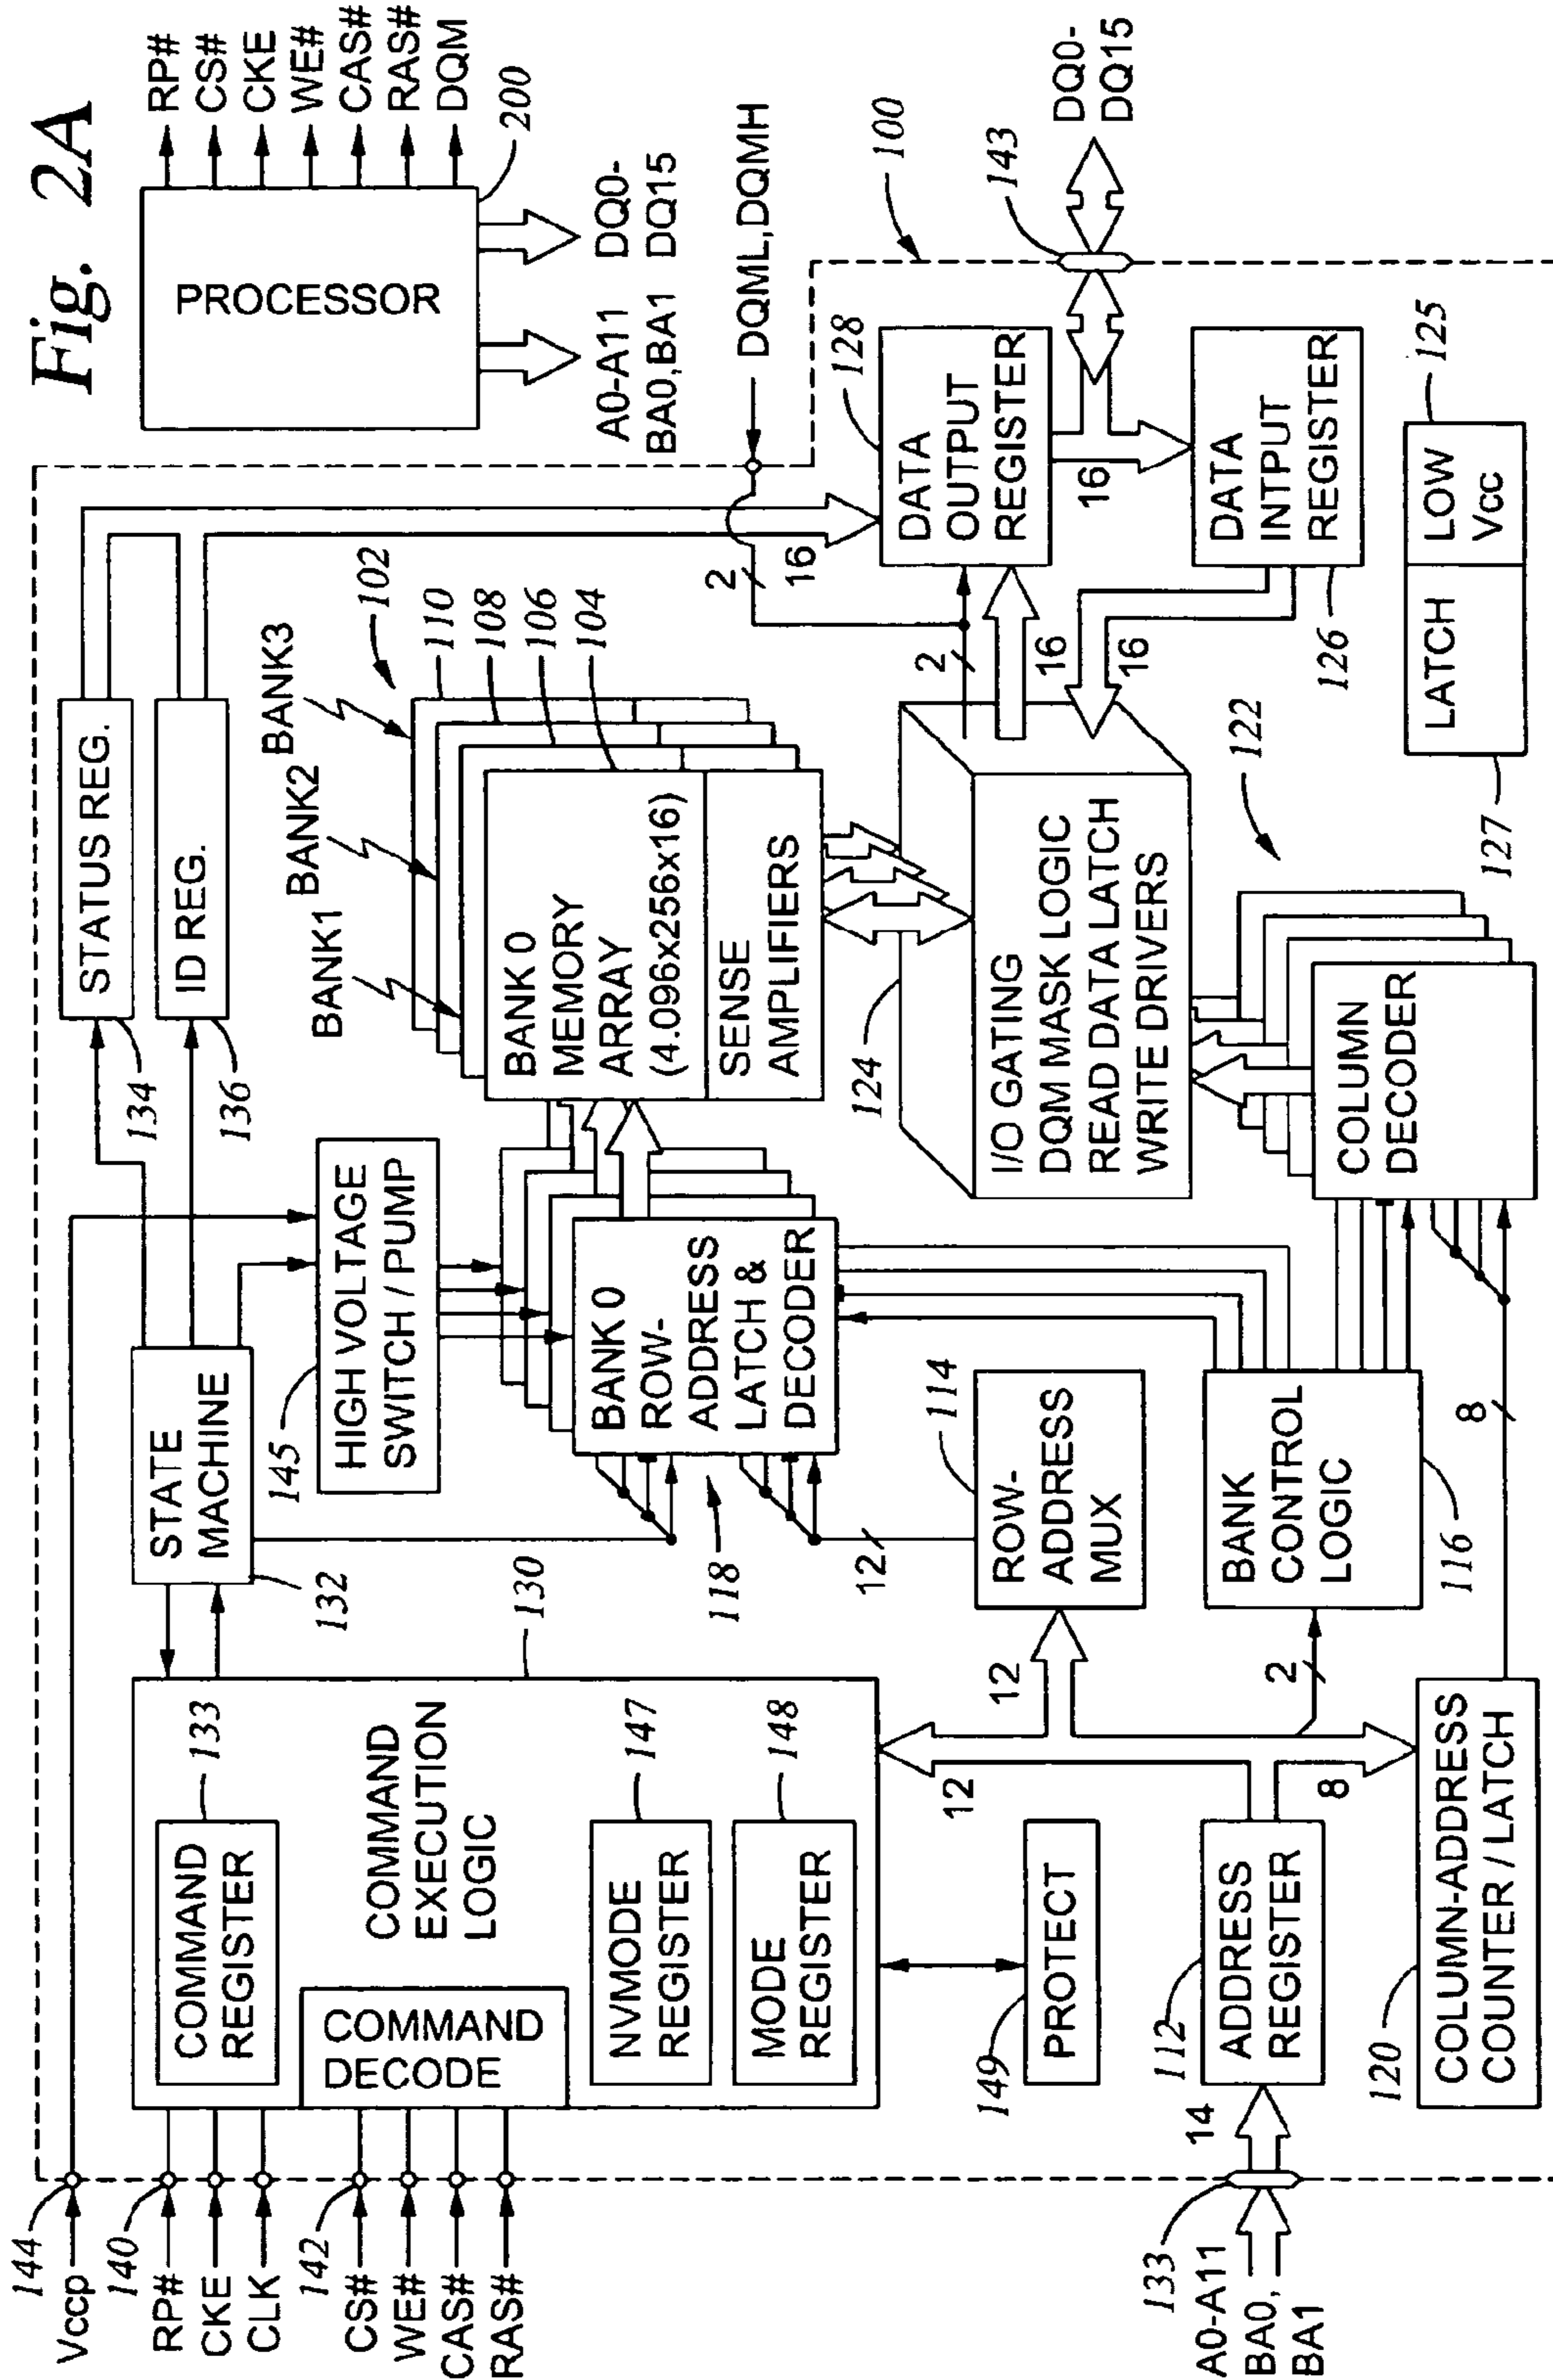 Fig. 2A
PROCESSOR
RP#
CS#
CKE
WE#
CAS#
RAS#
DQM
200
A0-A11
BA0,BA1
DQ0-
DQ15
DQML,DQMH
100
143
DQ0-
DQ15
144
Vccp
140
RP#
CKE
CLK
142
CS#
WE#
CAS#
RAS#
133
A0-A11
BA0,
BA1
14
COMMAND
REGISTER
133
COMMAND
EXECUTION
LOGIC
130
COMMAND
DECODE
NVMODE
REGISTER
147
MODE
REGISTER
148
149
PROTECT
112
ADDRESS
REGISTER
12
12
8
2
120
COLUMN-ADDRESS
COUNTER / LATCH
8
STATE
MACHINE
132
STATUS REG.
134
ID REG.
136
145
HIGH VOLTAGE
SWITCH / PUMP
BANK 0
ROW-
ADDRESS
LATCH &
DECODER
118
12
ROW-
ADDRESS
MUX
114
BANK
CONTROL
LOGIC
116
BANK1
BANK2
BANK3
102
110
108
106
104
BANK 0
MEMORY
ARRAY
(4.096x256x16)
SENSE
AMPLIFIERS
124
I/O GATING
DQM MASK LOGIC
READ DATA LATCH
WRITE DRIVERS
COLUMN
DECODER
122
2
16
2
16
16
DATA
OUTPUT
REGISTER
128
16
DATA
INTPUT
REGISTER
126
LATCH
LOW
Vcc
125
127